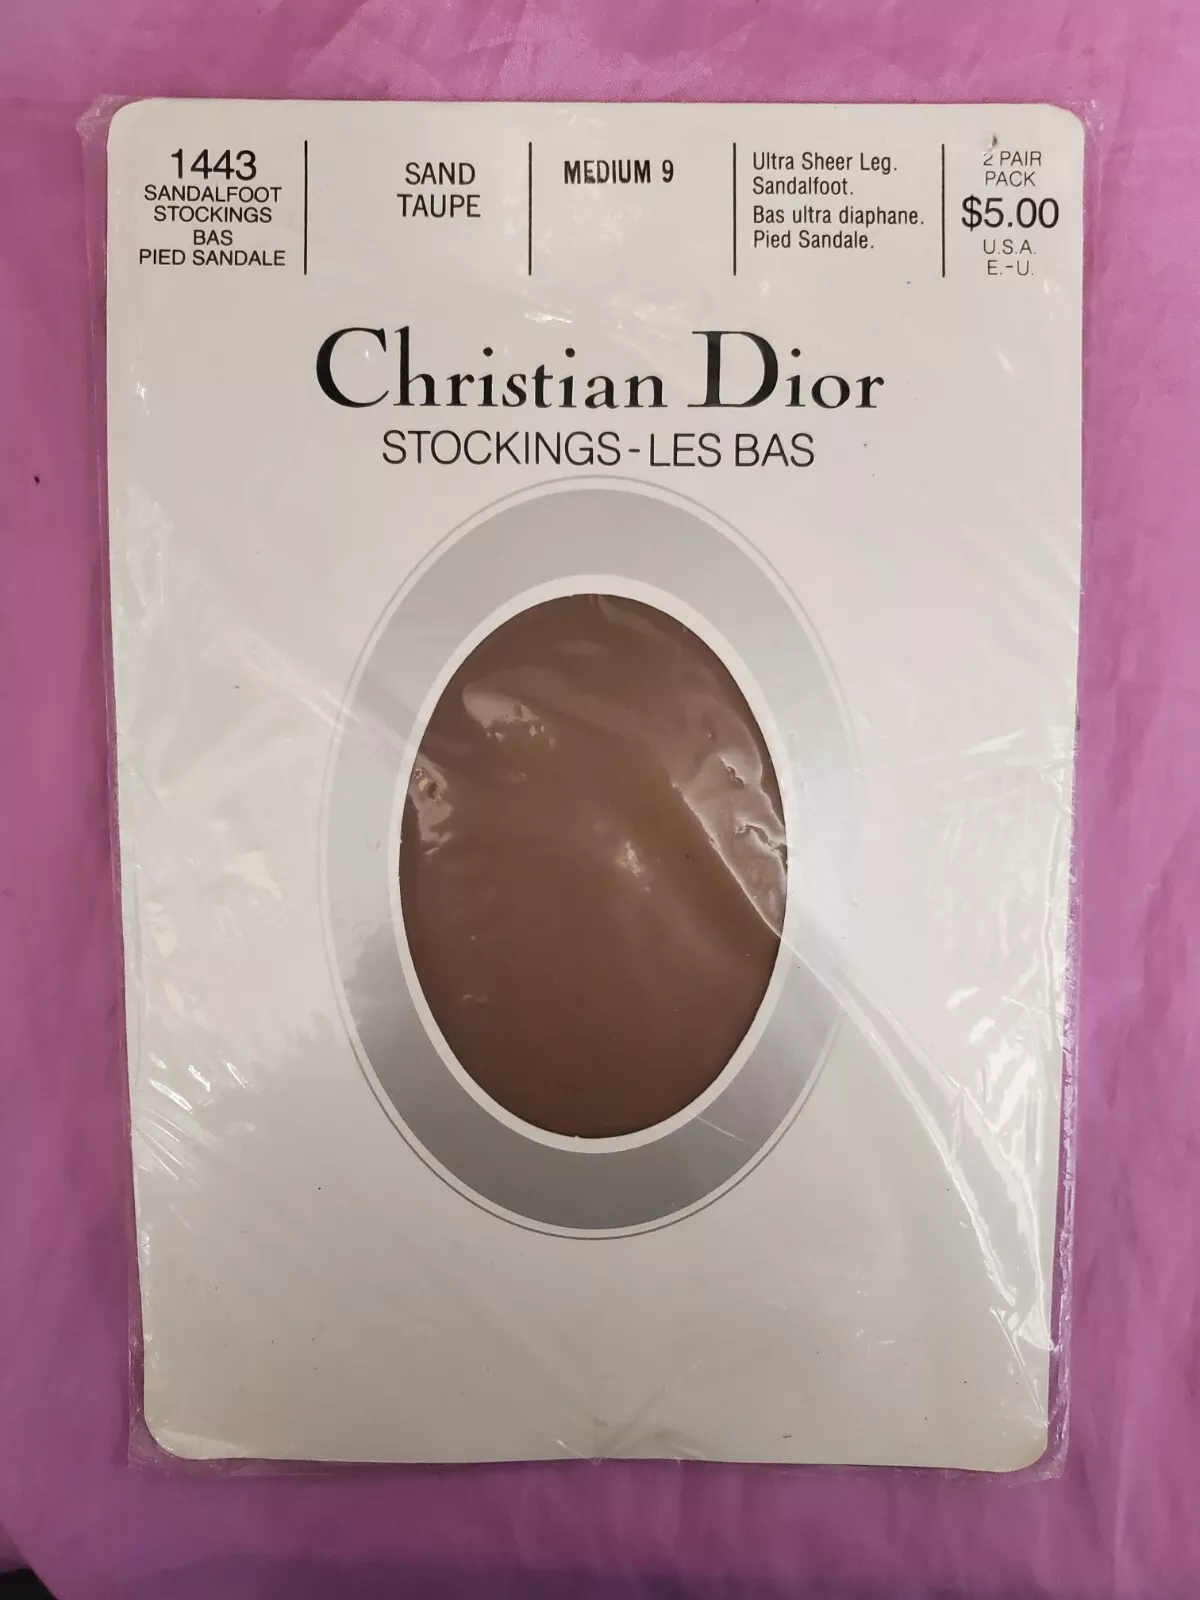 1443
SANDALFOOT
STOCKINGS
BAS
PIED SANDALE
SAND
TAUPE
MEDIUM 9
Ultra Sheer Leg.
Sandalfoot.
Bas ultra diaphane.
Pied Sandale.
2 PAIR
PACK
$5.00
U.S.A.
E.-U.
Christian Dior
STOCKINGS-LES BAS